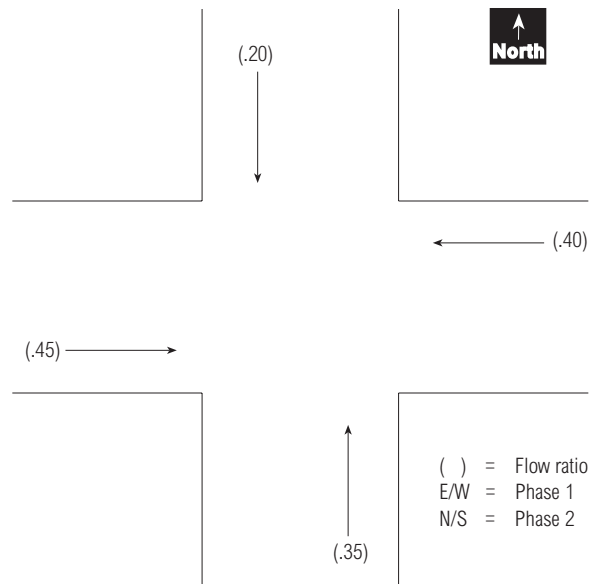 North
(.20)
(.40)
(.45)
( ) = Flow ratio
E/W = Phase 1
N/S = Phase 2
(.35)